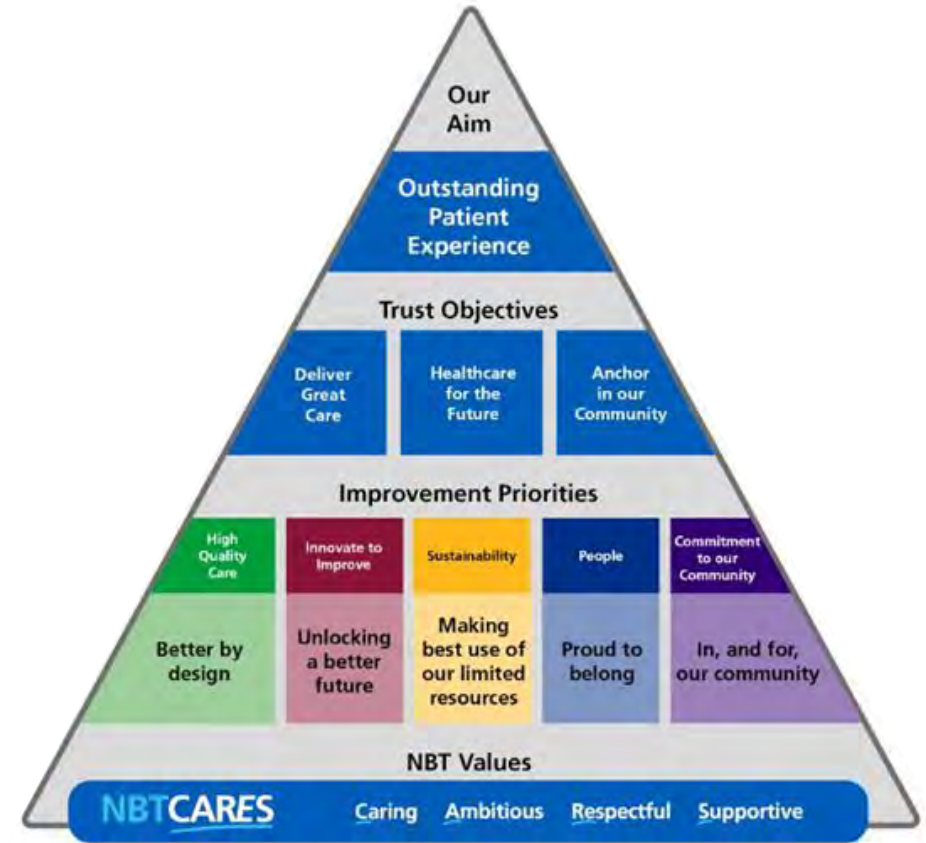 Our
Aim
Outstanding
Patient
Experience
Trust Objectives
Deliver
Great
Care
Healthcare
for the
Future
Anchor
in our
Community
Improvement Priorities
High
Quality
Care
Innovate to
Improve
Sustainability
People
Commitment
to our
Community
Better by
design
Unlocking
a better
future
Making
best use of
our limited
resources
Proud to
belong
In, and for,
our community
NBT Values
NBTCARES Caring Ambitious Respectful Supportive